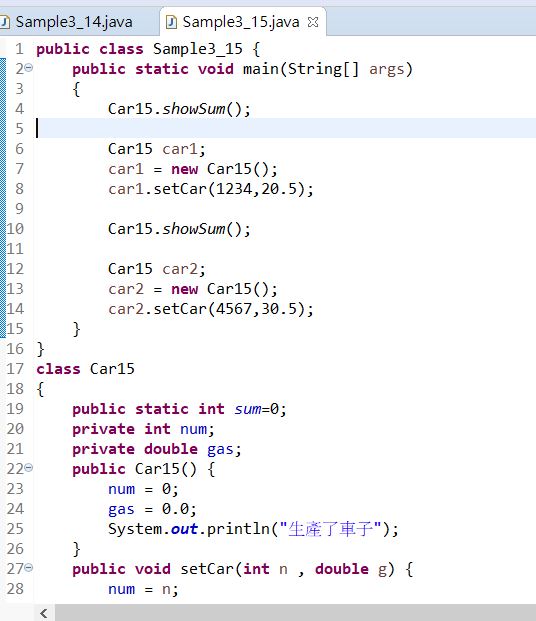 Sample3_14.java Sample3_15.java
1 public class Sample3_15 {
2 public static void main(String[] args)
3 {
4 Car15.showSum();
5
6 Car15 car1;
7 car1 = new Car15();
8 car1.setCar(1234,20.5);
9
10 Car15.showSum();
11
12 Car15 car2;
13 car2 = new Car15();
14 car2.setCar(4567,30.5);
15 }
16 }
17 class Car15
18 {
19 public static int sum=0;
20 private int num;
21 private double gas;
22 public Car15() {
23 num = 0;
24 gas = 0.0;
25 System.out.println("生產了車子");
26 }
27 public void setCar(int n , double g) {
28 num = n;